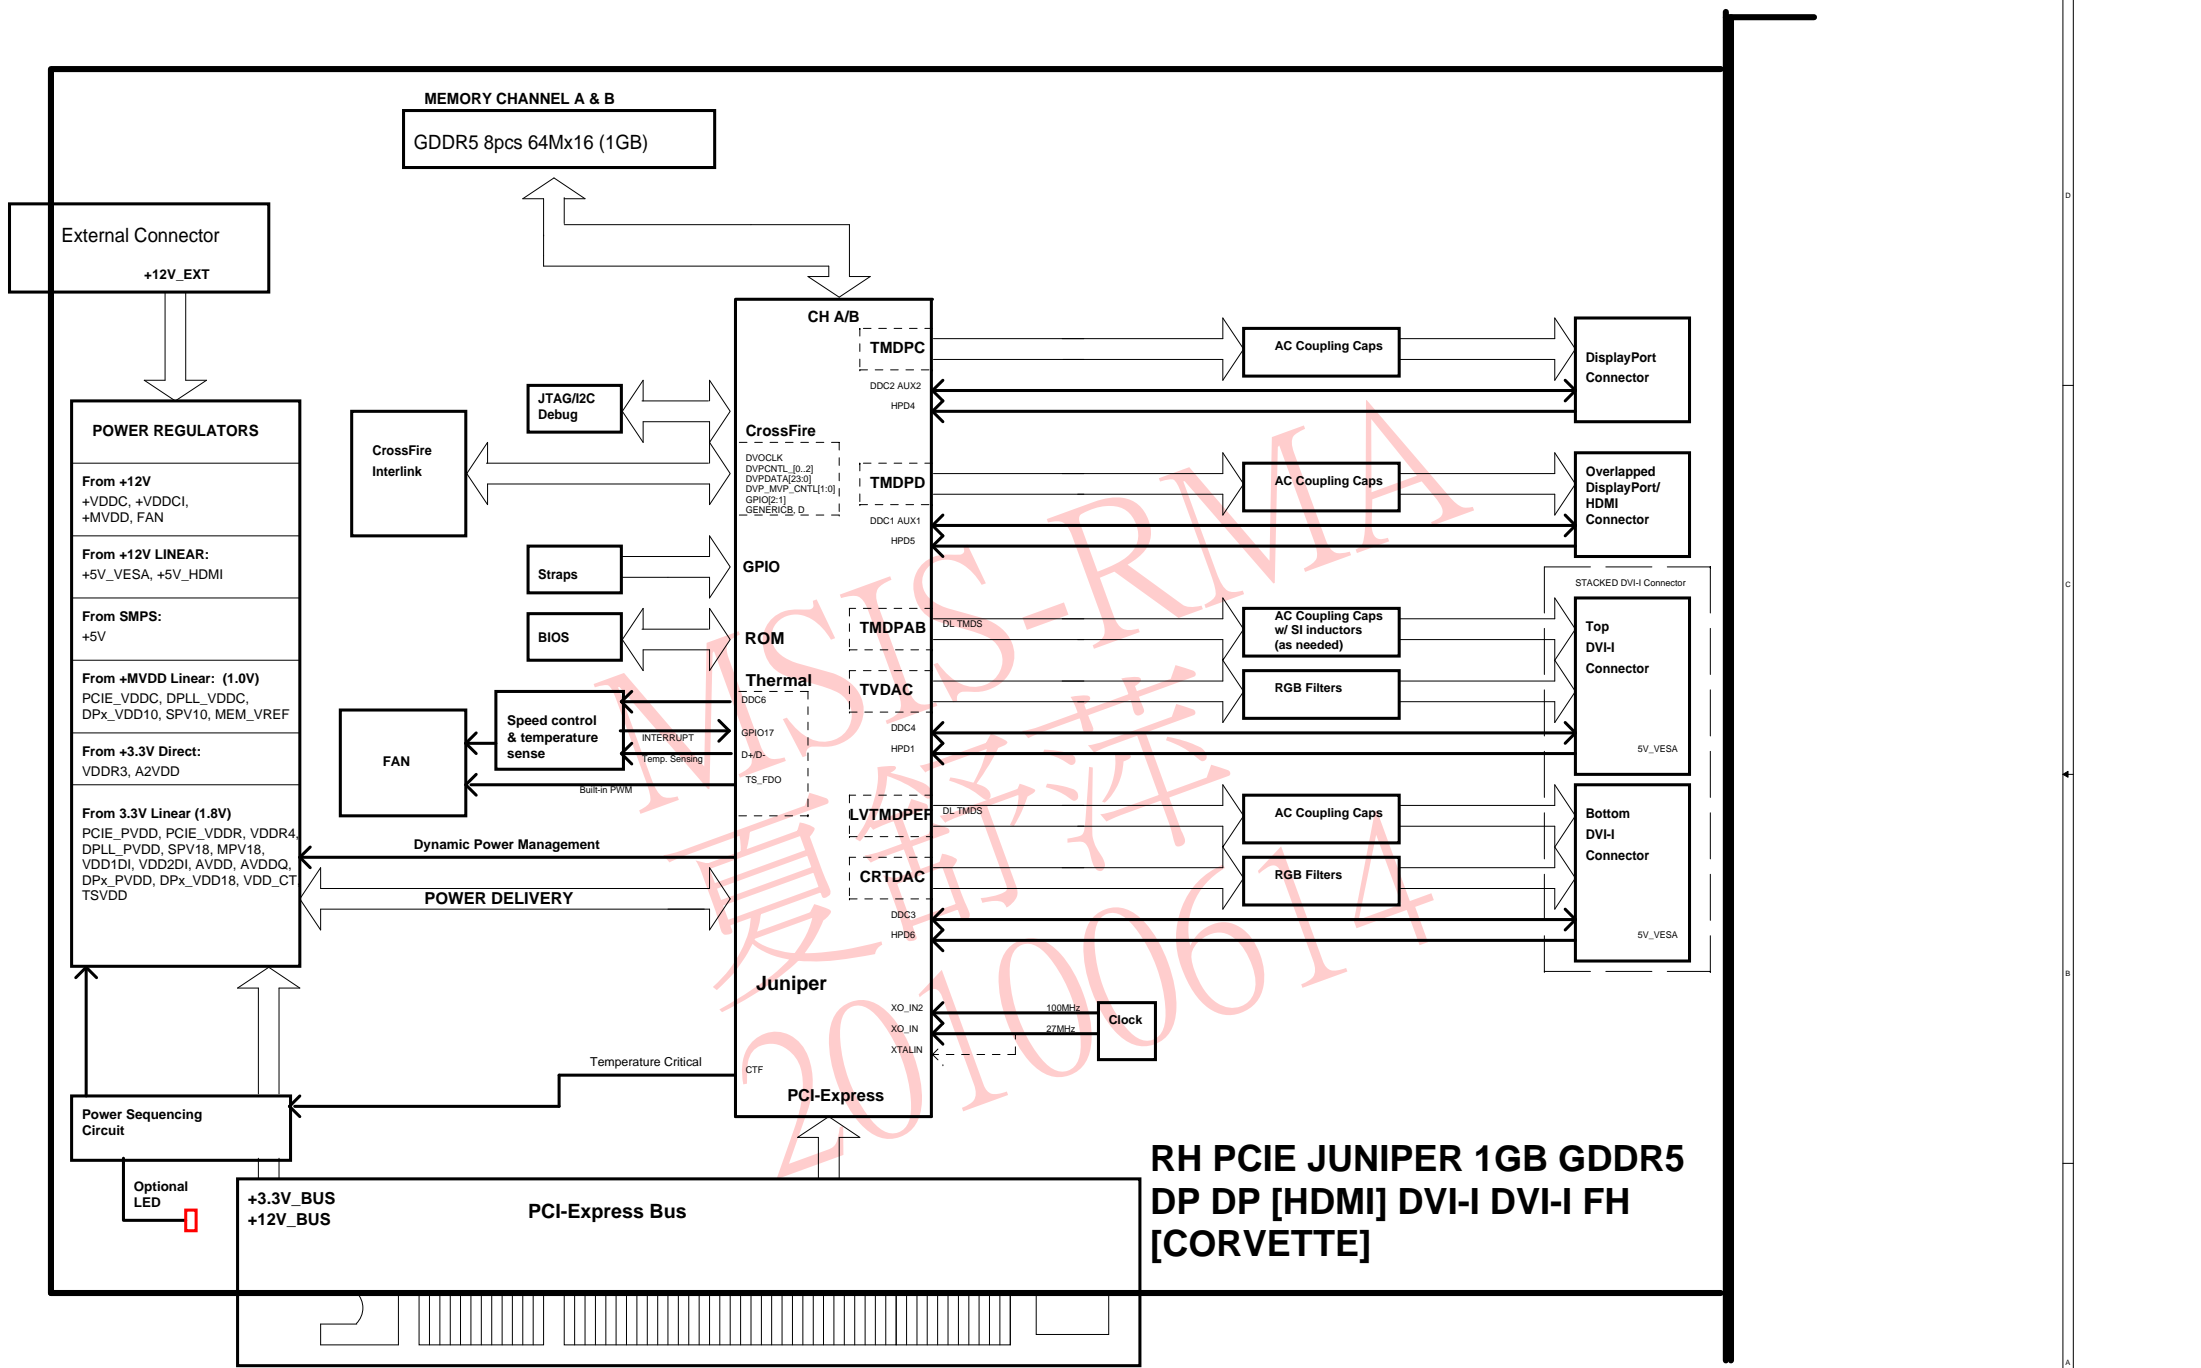 MEMORY CHANNEL A & B
GDDR5 8pcs 64Mx16 (1GB)
External Connector
+12V_EXT
POWER REGULATORS
From +12V
+VDDC, +VDDCI,
+MVDD, FAN
From +12V LINEAR:
+5V_VESA, +5V_HDMI
From SMPS:
+5V
From +MVDD Linear: (1.0V)
PCIE_VDDC, DPLL_VDDC,
DPx_VDD10, SPV10, MEM_VREF
From +3.3V Direct:
VDDR3, A2VDD
From 3.3V Linear (1.8V)
PCIE_PVDD, PCIE_VDDR, VDDR4,
DPLL_PVDD, SPV18, MPV18,
VDD1DI, VDD2DI, AVDD, AVDDQ,
DPx_PVDD, DPx_VDD18, VDD_CT
TSVDD
CrossFire
Interlink
JTAG/I2C
Debug
Straps
BIOS
Speed control
& temperature
sense
FAN
INTERRUPT
Temp. Sensing
Built-in PWM
Dynamic Power Management
POWER DELIVERY
Temperature Critical
Power Sequencing
Circuit
Optional
LED
+3.3V_BUS
+12V_BUS
PCI-Express Bus
CH A/B
CrossFire
DVOCLK
DVPCNTL_[0..2]
DVPDATA[23:0]
DVP_MVP_CNTL[1:0]
GPIO[2:1]
GENERICB, D
GPIO
ROM
Thermal
DDC6
GPIO17
D+/D-
TS_FDO
Juniper
CTF
PCI-Express
TMDPC
DDC2 AUX2
HPD4
TMDPD
DDC1 AUX1
HPD5
TMDPAB
DL TMDS
TVDAC
DDC4
HPD1
LVTMDPEF
DL TMDS
CRTDAC
DDC3
HPD6
XO_IN2
XO_IN
XTALIN
100MHz
27MHz
Clock
AC Coupling Caps
DisplayPort
Connector
AC Coupling Caps
Overlapped
DisplayPort/
HDMI
Connector
STACKED DVI-I Connector
AC Coupling Caps
w/ SI inductors
(as needed)
RGB Filters
Top
DVI-I
Connector
5V_VESA
AC Coupling Caps
RGB Filters
Bottom
DVI-I
Connector
5V_VESA
RH PCIE JUNIPER 1GB GDDR5
DP DP [HDMI] DVI-I DVI-I FH
[CORVETTE]
MSIS-RMA
夏舒萍
20100614
D
C
B
A